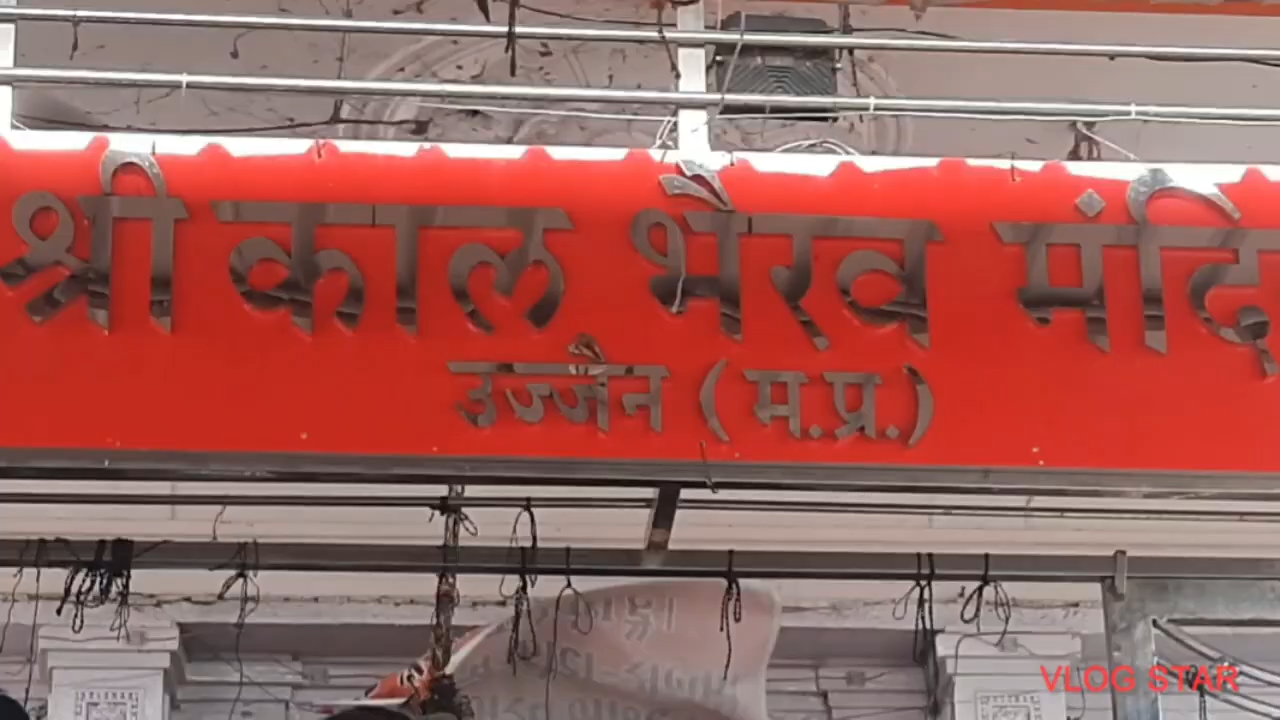 श्री काल भैरव मंदि
उज्जैन ( म.प्र.)
VLOG STAR